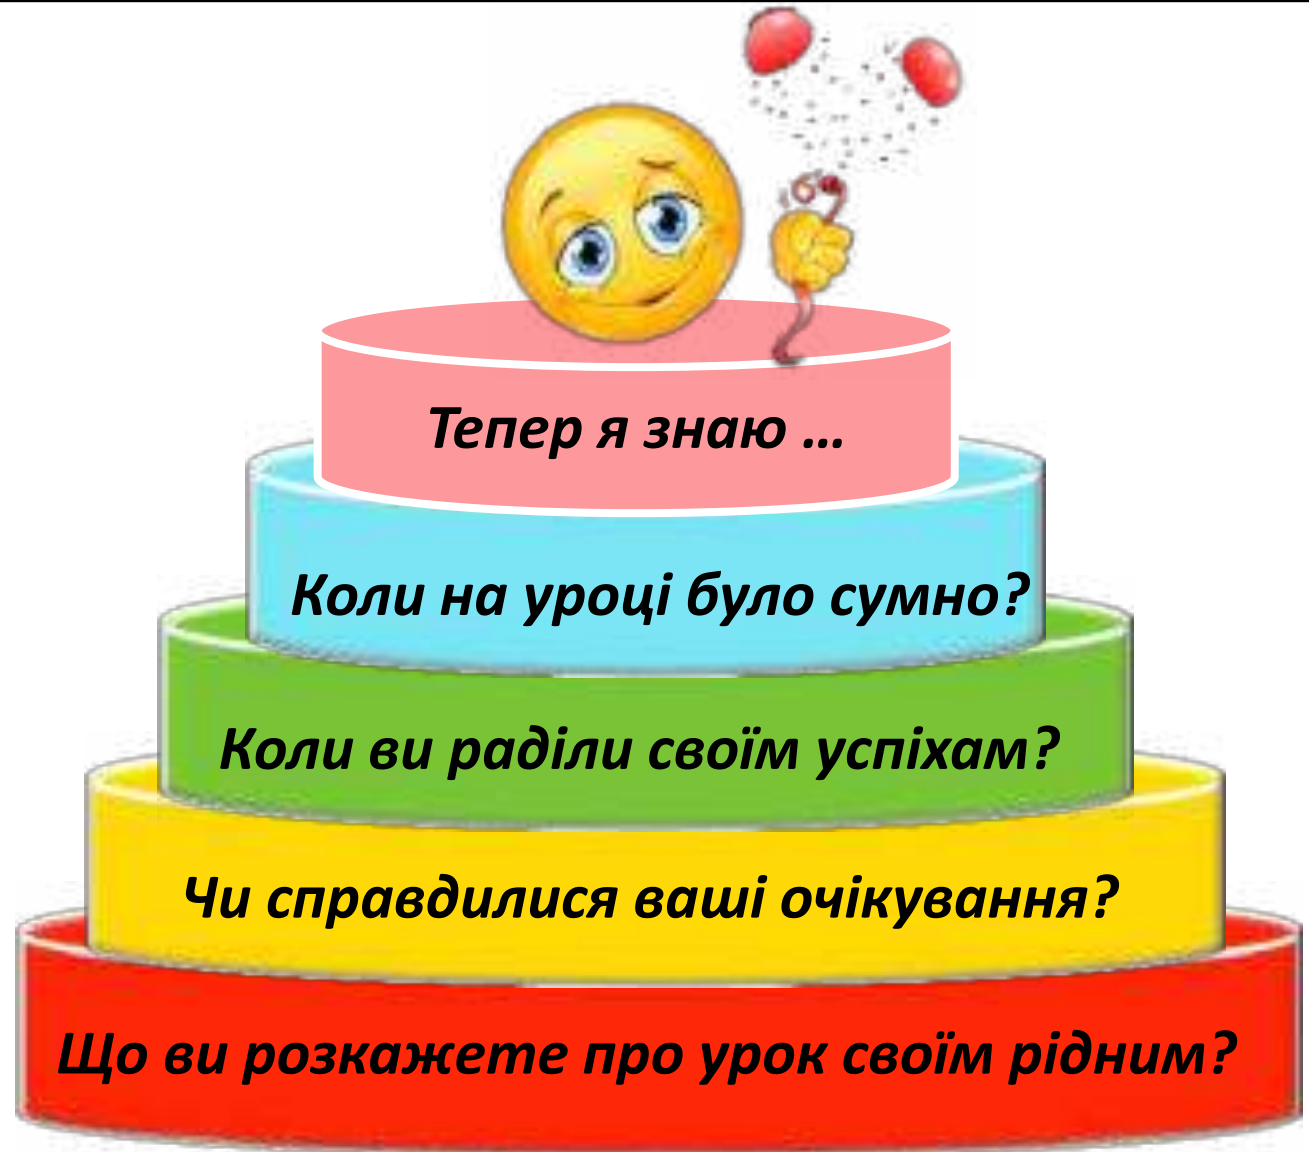 Тепер я знаю ...
Коли на уроці було сумно?
Коли ви раділи своїм успіхам?
Чи справдилися ваші очікування?
Що ви розкажете про урок своїм рідним?